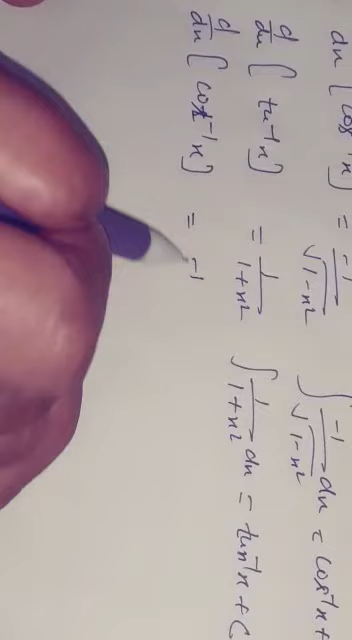 du [cos⁻¹x] = -1/√1-x² ∫ -1/√1-x² dx = cos⁻¹x +
d/dx [tan⁻¹x] = 1/1+x² ∫ 1/1+x² dx = tan⁻¹x + C
d/dx [cot⁻¹x] = -1